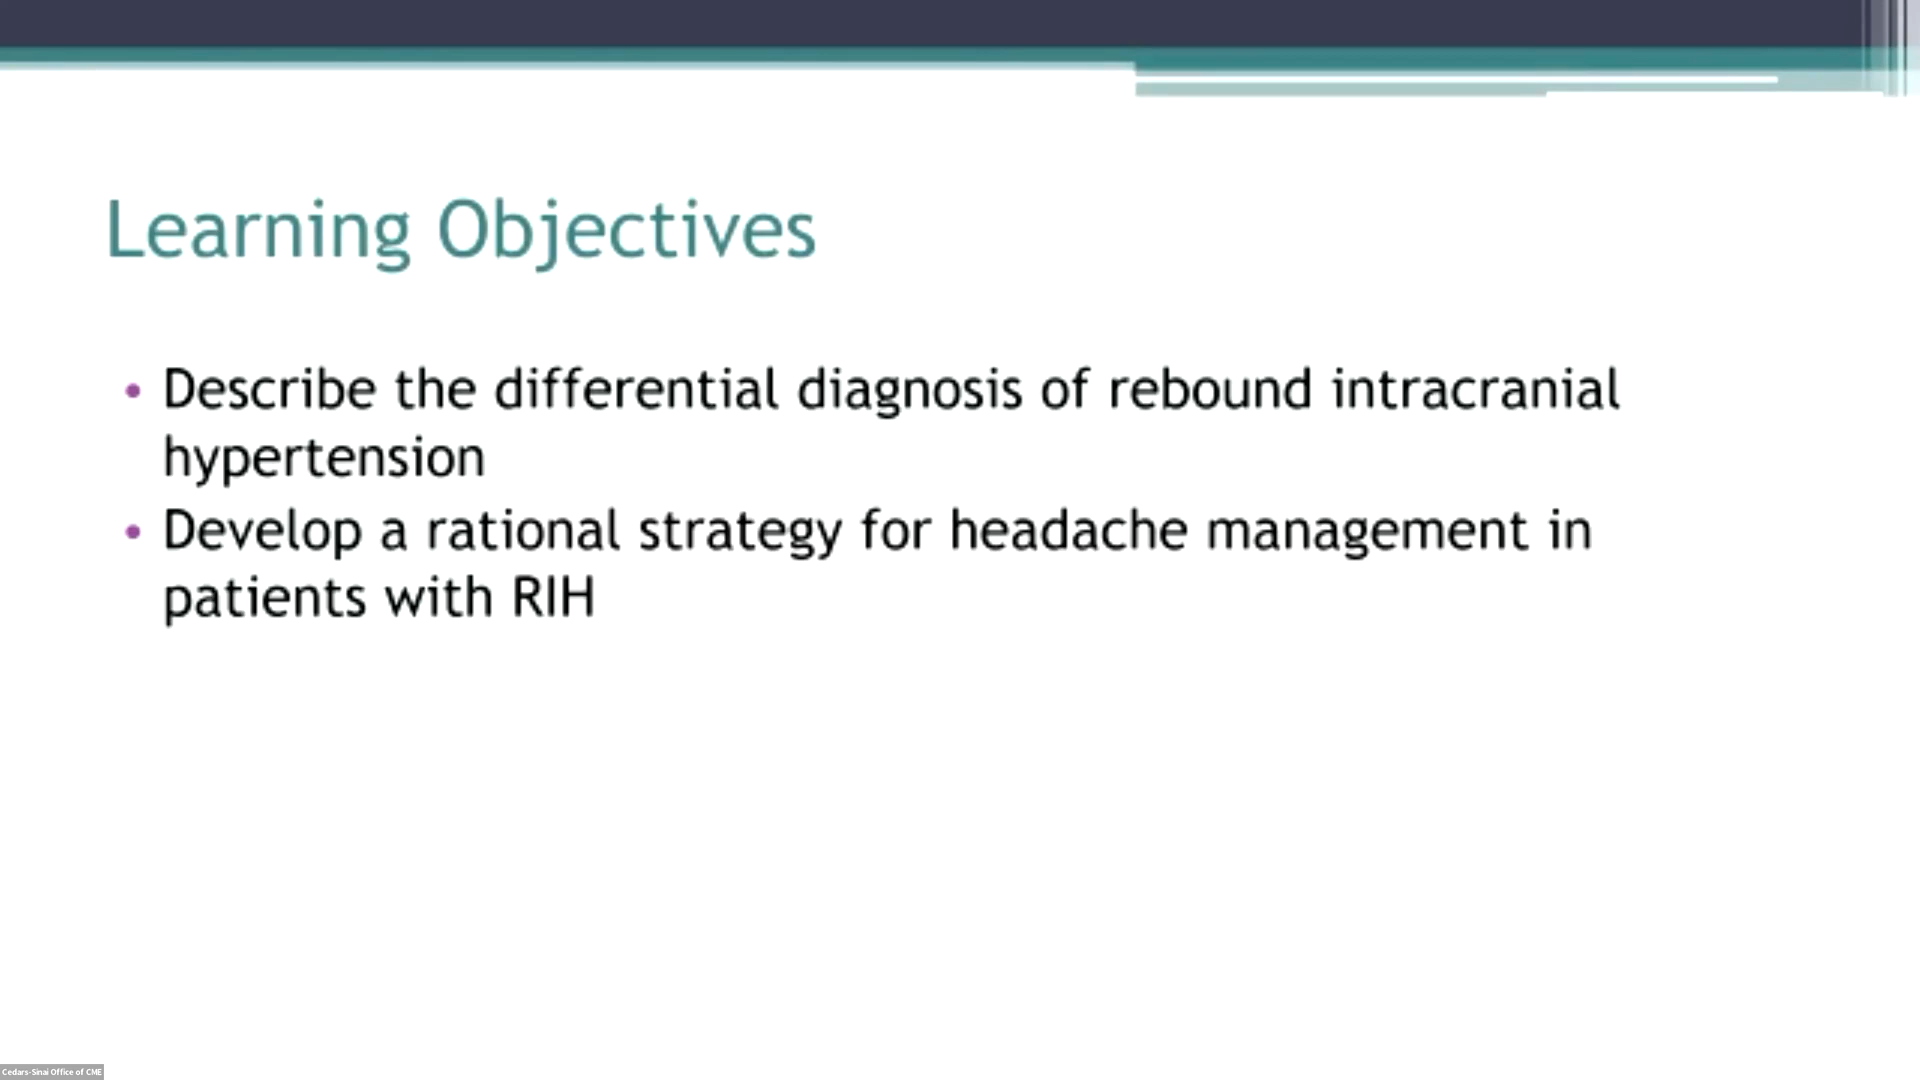 Learning Objectives
• Describe the differential diagnosis of rebound intracranial
hypertension
• Develop a rational strategy for headache management in
patients with RIH
Cedars-Sinai Office of CME